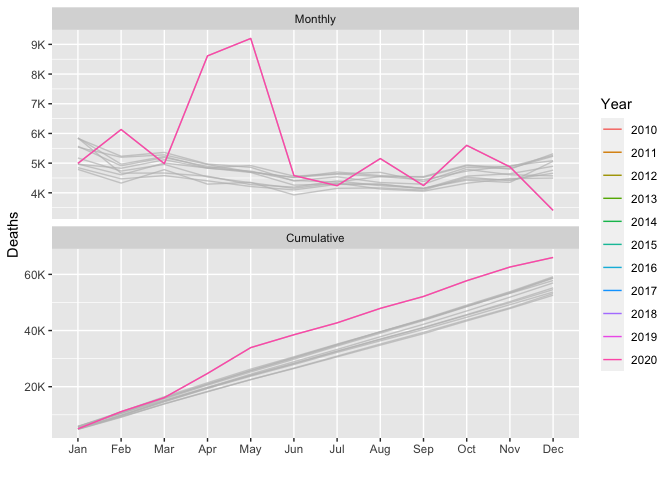 Monthly
9K
8K
7K
6K
5K
4K
Deaths
Cumulative
60K
40K
20K
Jan Feb Mar Apr May Jun Jul Aug Sep Oct Nov Dec
Year
2010
2011
2012
2013
2014
2015
2016
2017
2018
2019
2020